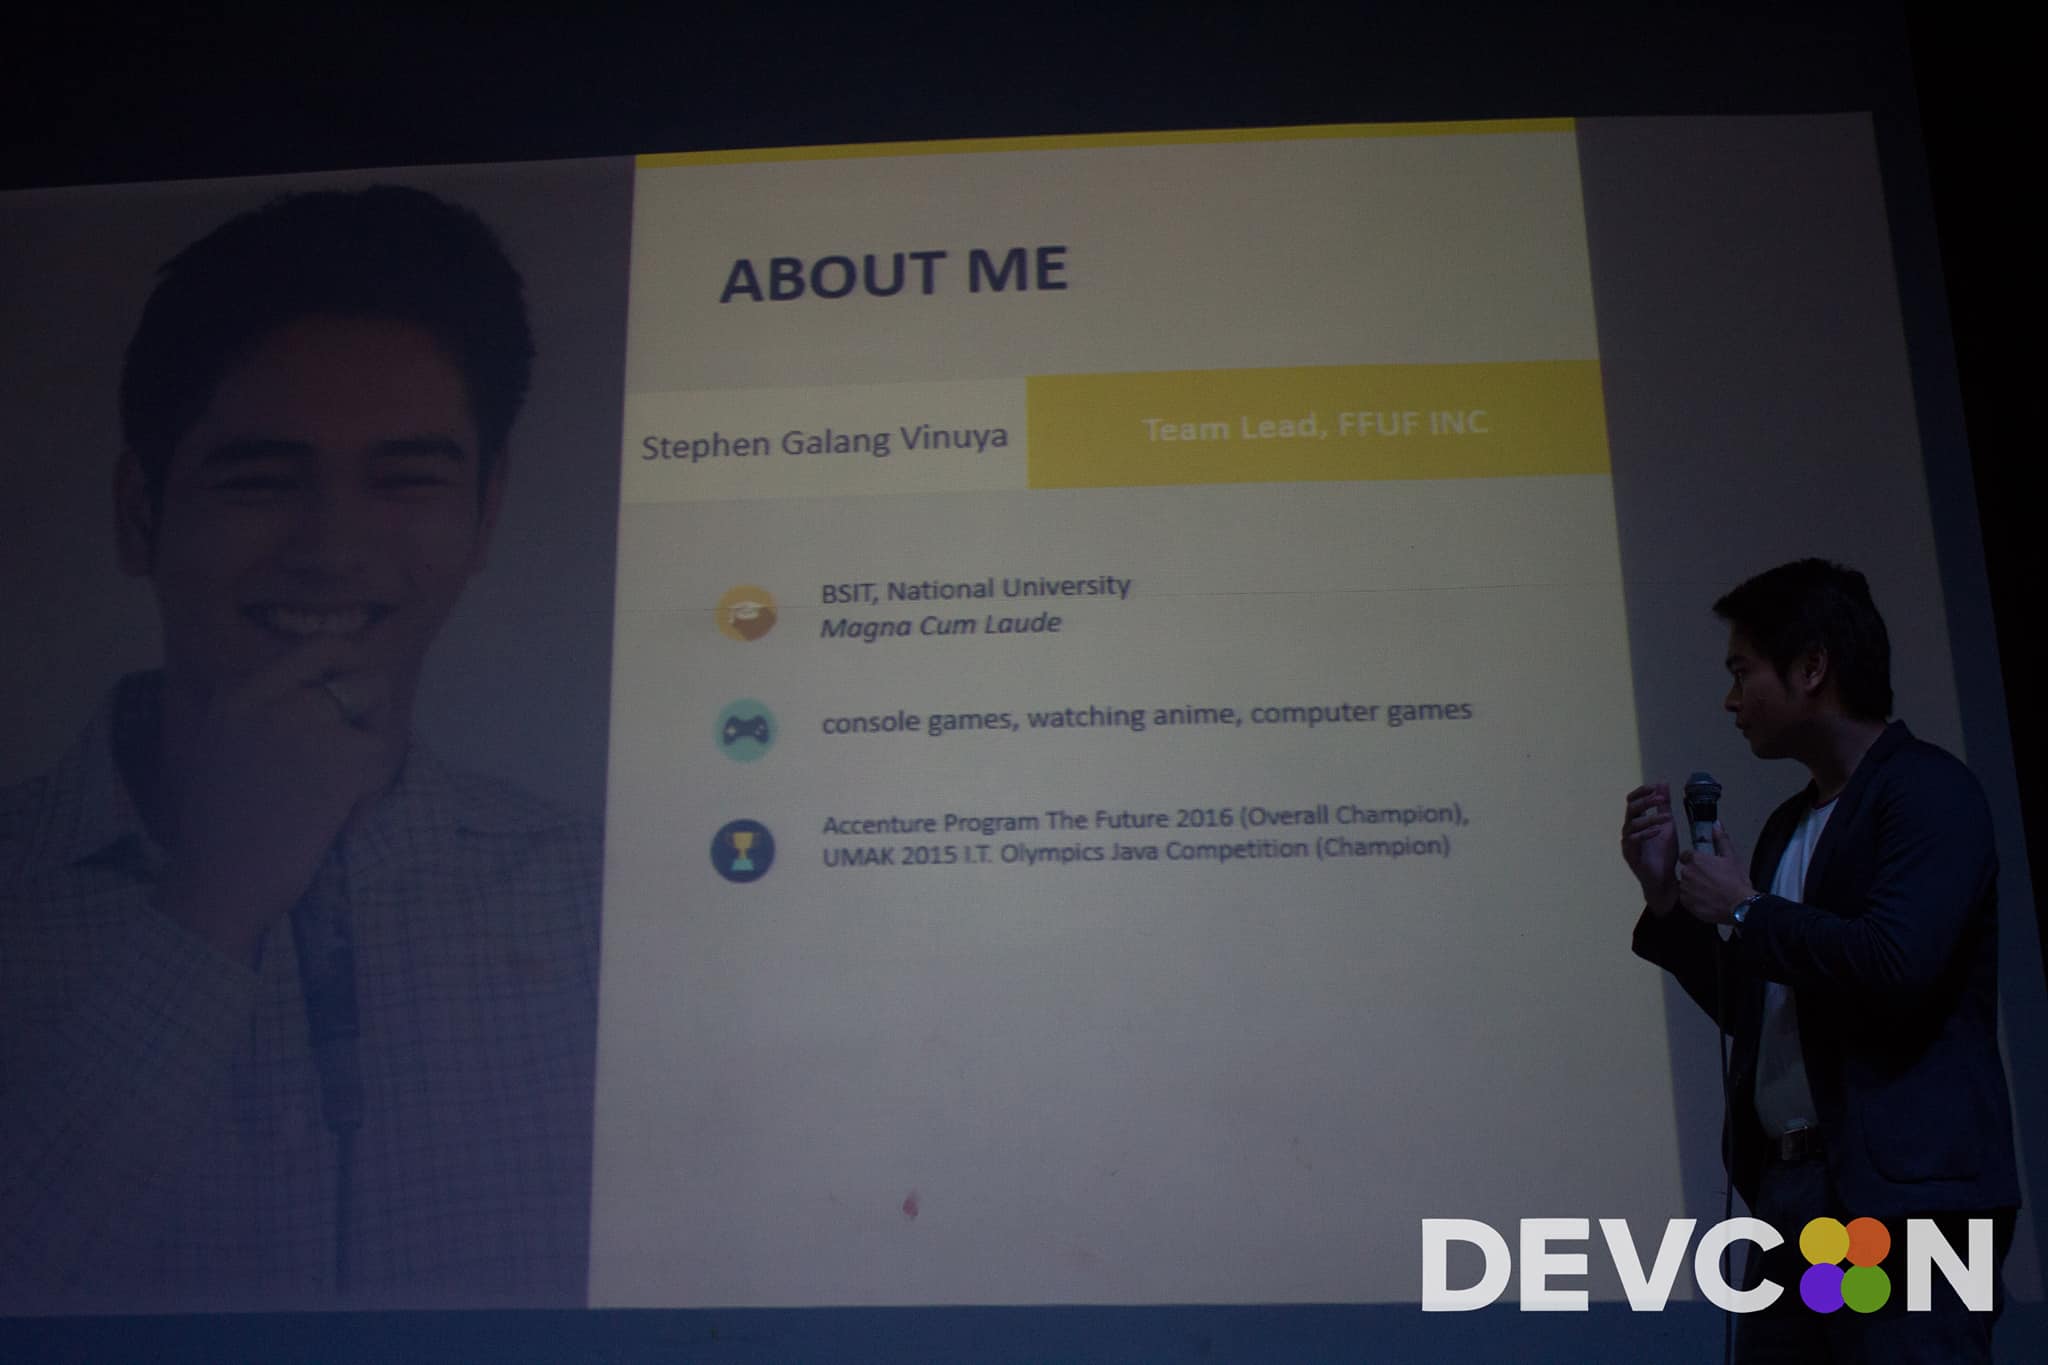 ABOUT ME
Stephen Galang Vinuya
Team Lead, FFUF INC
BSIT, National University
Magna Cum Laude
console games, watching anime, computer games
Accenture Program The Future 2016 (Overall Champion),
UMAK 2015 I.T. Olympics Java Competition (Champion)
DEVCON